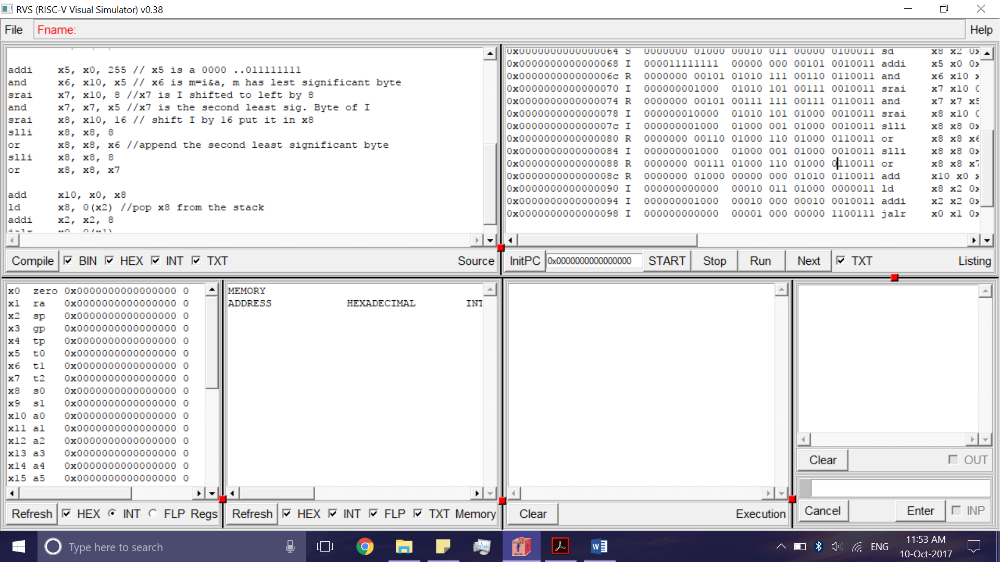 RVS (RISC-V Visual Simulator) v0.38
File
Fname:
Help
addi x5, x0, 255 // x5 is a 0000 ..011111111
and x6, x10, x5 // x6 is m=i&a, m has lest significant byte
srai x7, x10, 8 //x7 is I shifted to left by 8
and x7, x7, x5 //x7 is the second least sig. Byte of I
srai x8, x10, 16 // shift I by 16 put it in x8
slli x8, x8, 8
or x8, x8, x6 //append the second least significant byte
slli x8, x8, 8
or x8, x8, x7
add x10, x0, x8
ld x8, 0(x2) //pop x8 from the stack
addi x2, x2, 8
jalr x0, 0(x1)
Compile BIN HEX INT TXT Source
0x0000000000000064 S 0000000 01000 00010 011 00000 0100011 sd x8 x2 0x
0x0000000000000068 I 000011111111 00000 000 00101 0010011 addi x5 x0 0x
0x000000000000006c R 0000000 00101 01010 111 00110 0110011 and x6 x10 x
0x0000000000000070 I 000000001000 01010 101 00111 0010011 srai x7 x10 0
0x0000000000000074 R 0000000 00101 00111 111 00111 0110011 and x7 x7 x5
0x0000000000000078 I 000000010000 01010 101 01000 0010011 srai x8 x10 0
0x000000000000007c I 000000001000 01000 001 01000 0010011 slli x8 x8 0x
0x0000000000000080 R 0000000 00110 01000 110 01000 0110011 or x8 x8 x6
0x0000000000000084 I 000000001000 01000 001 01000 0010011 slli x8 x8 0x
0x0000000000000088 R 0000000 00111 01000 110 01000 0110011 or x8 x8 x7
0x000000000000008c R 0000000 01000 00000 000 01010 0110011 add x10 x0 x
0x0000000000000090 I 000000000000 00010 011 01000 0000011 ld x8 x2 0x
0x0000000000000094 I 000000001000 00010 000 00010 0010011 addi x2 x2 0x
0x0000000000000098 I 000000000000 00001 000 00000 1100111 jalr x0 x1 0x
InitPC 0x0000000000000000 START Stop Run Next TXT Listing
x0 zero 0x0000000000000000 0
x1 ra 0x0000000000000000 0
x2 sp 0x0000000000000000 0
x3 gp 0x0000000000000000 0
x4 tp 0x0000000000000000 0
x5 t0 0x0000000000000000 0
x6 t1 0x0000000000000000 0
x7 t2 0x0000000000000000 0
x8 s0 0x0000000000000000 0
x9 s1 0x0000000000000000 0
x10 a0 0x0000000000000000 0
x11 a1 0x0000000000000000 0
x12 a2 0x0000000000000000 0
x13 a3 0x0000000000000000 0
x14 a4 0x0000000000000000 0
x15 a5 0x0000000000000000 0
Refresh HEX INT FLP Regs
MEMORY
ADDRESS HEXADECIMAL INT
Refresh HEX INT FLP TXT Memory
Clear Execution
Clear OUT
Cancel Enter INP
Type here to search
ENG
11:53 AM
10-Oct-2017